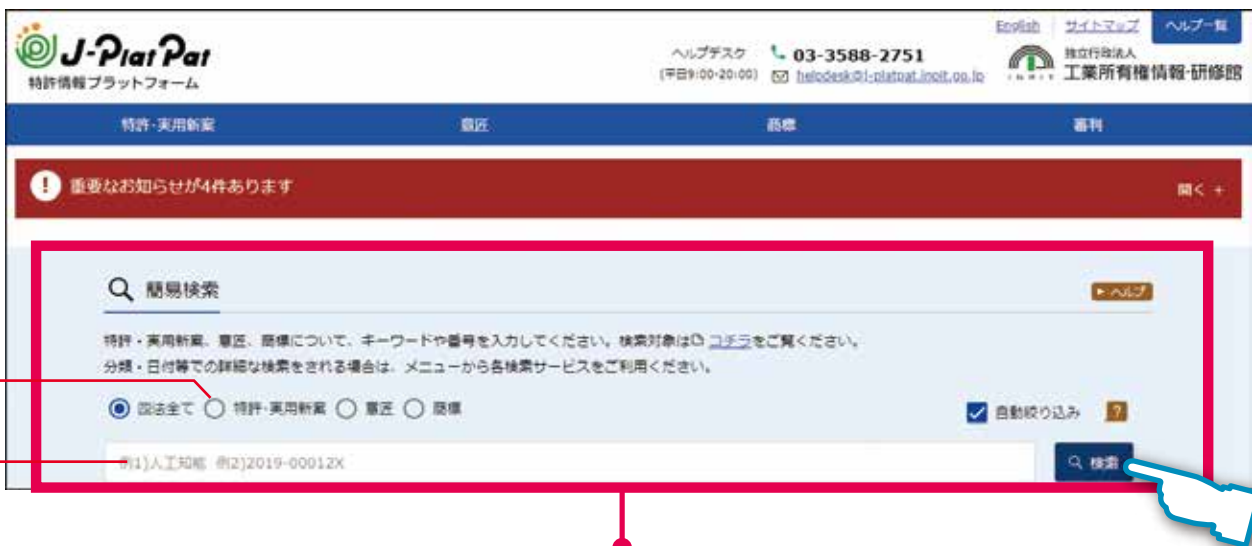 English サイトマップ ヘルプ一覧
J-PlatPat
特許情報プラットフォーム
ヘルプデスク 03-3588-2751
(平日9:00-20:00) helpdesk@j-platpat.inpit.go.jp
独立行政法人
INPIT 工業所有権情報・研修館
特許・実用新案 意匠 商標 審判
! 重要なお知らせが4件あります 開く +
簡易検索 ヘルプ
特許・実用新案、意匠、商標について、キーワードや番号を入力してください。検索対象は コチラをご覧ください。
分類・日付等での詳細な検索をされる場合は、メニューから各検索サービスをご利用ください。
四法全て 特許・実用新案 意匠 商標 自動絞り込み ?
例1)人工知能 例2)2019-00012X 検索